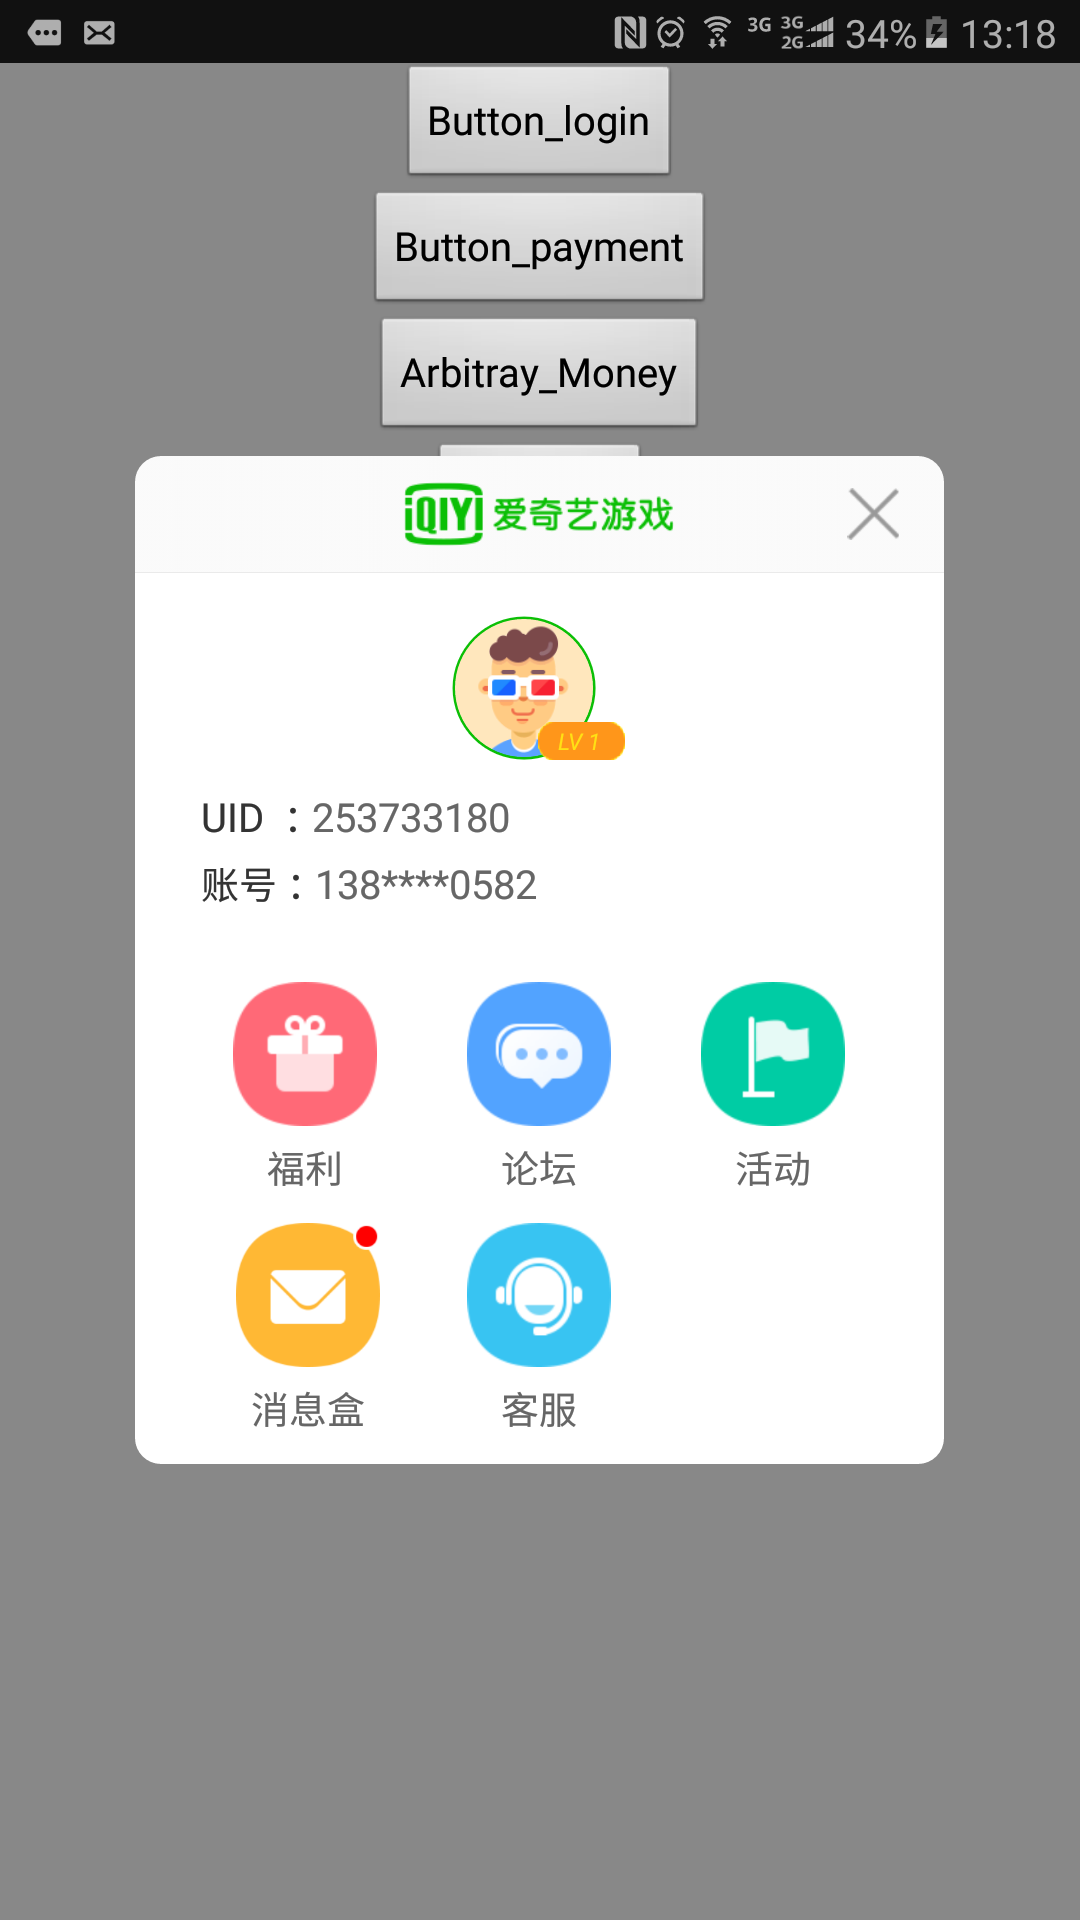 3G 3G 2G 34% 13:18
Button_login
Button_payment
Arbitray_Money
iQIYI 爱奇艺游戏
LV 1
UID ：253733180
账号：138****0582
福利 论坛 活动
消息盒 客服